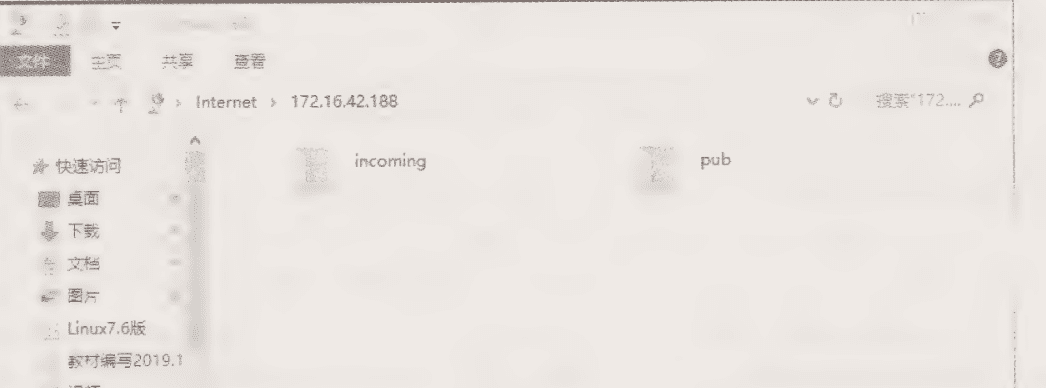 文件 主页 共享 查看
Internet › 172.16.42.188 搜索"172....
快速访问
incoming pub
桌面
下载
文档
图片
Linux7.6版
教材编写2019.1